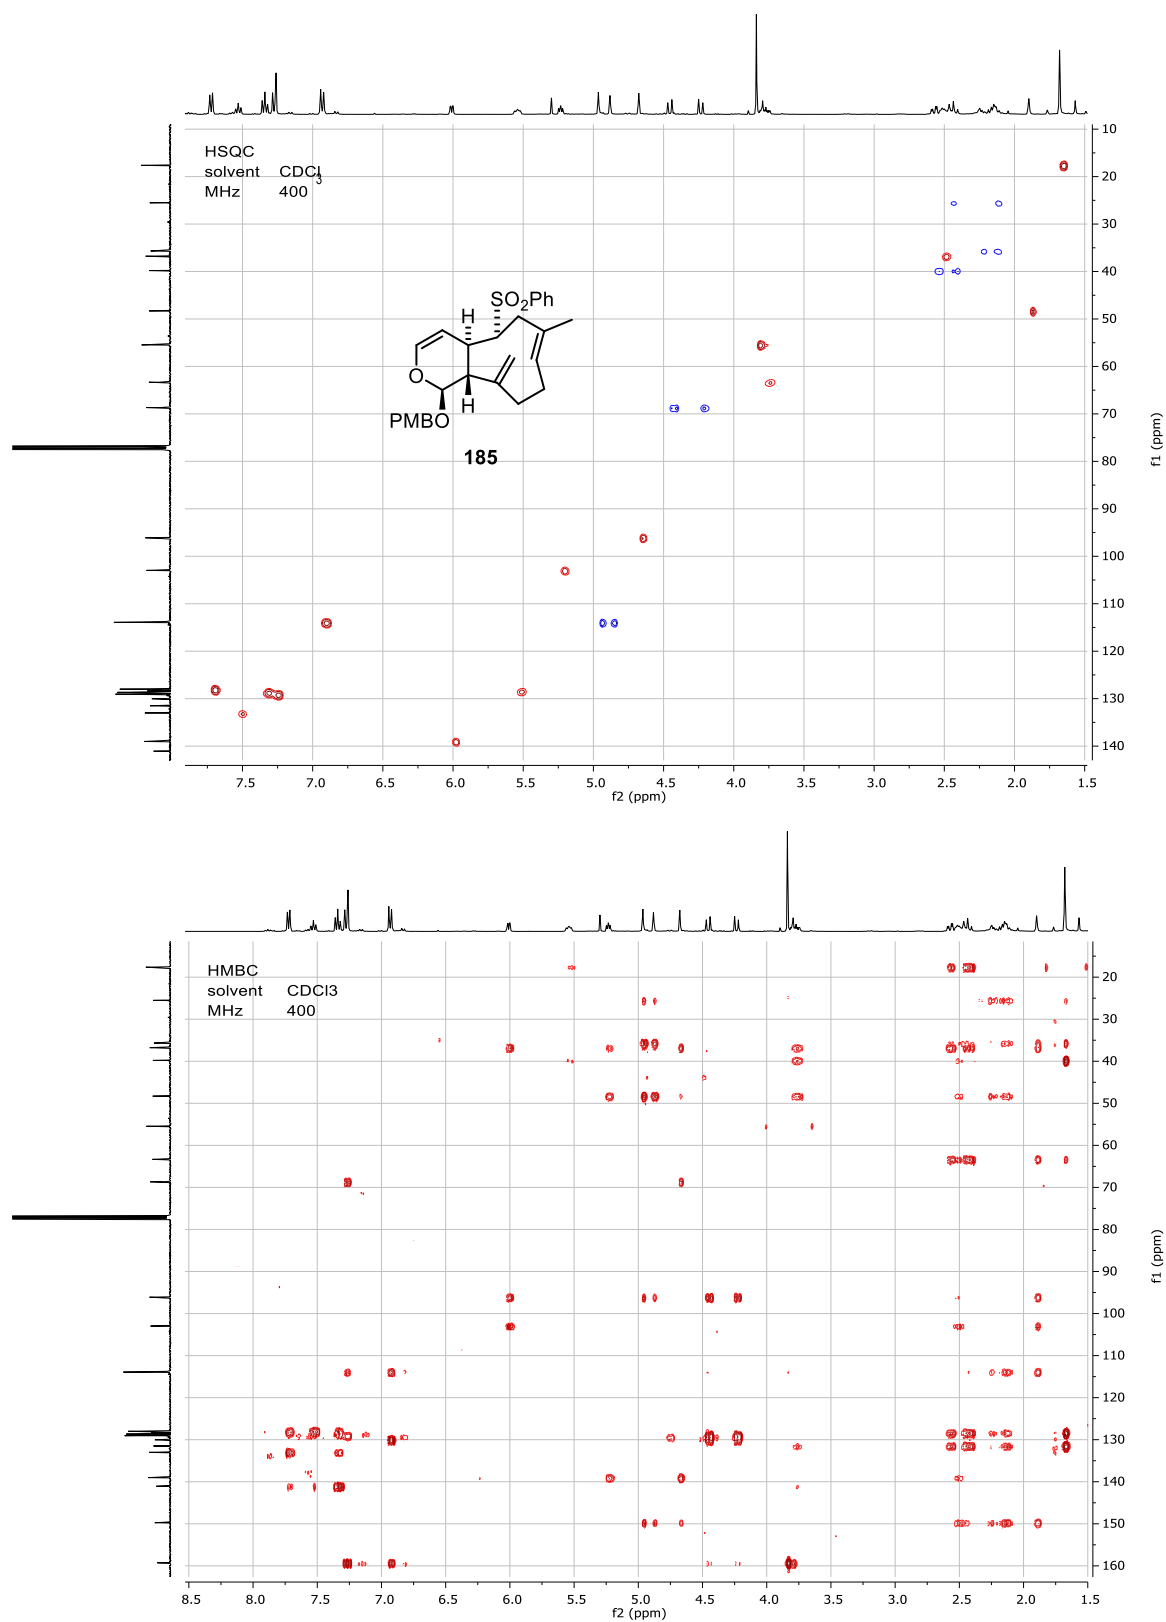 HSQC
solvent CDCl3
MHz 400
SO2Ph
H
O
H
PMBO
185
10
20
30
40
50
60
70
80
90
100
110
120
130
140
f1 (ppm)
7.5 7.0 6.5 6.0 5.5 5.0 4.5 4.0 3.5 3.0 2.5 2.0 1.5
f2 (ppm)
HMBC
solvent CDCl3
MHz 400
20
30
40
50
60
70
80
90
100
110
120
130
140
150
160
f1 (ppm)
8.5 8.0 7.5 7.0 6.5 6.0 5.5 5.0 4.5 4.0 3.5 3.0 2.5 2.0 1.5
f2 (ppm)